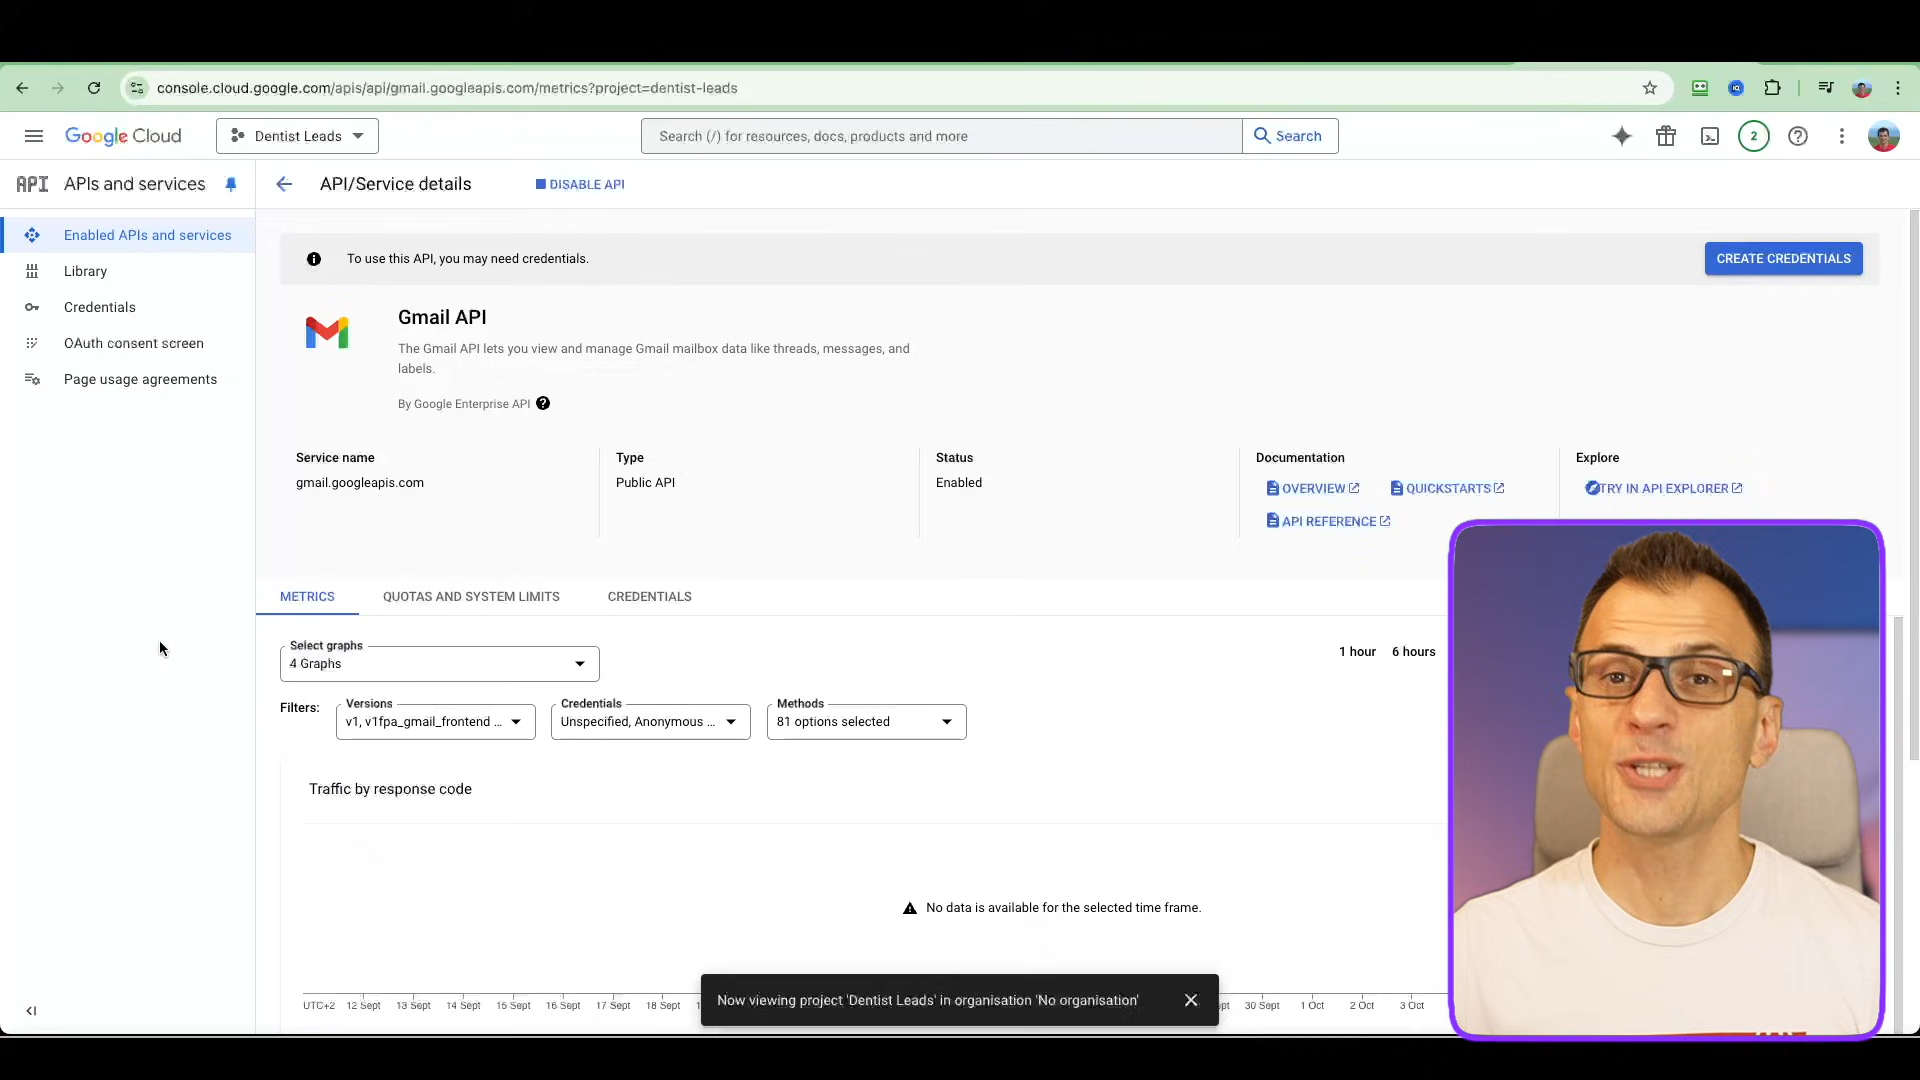 console.cloud.google.com/apis/api/gmail.googleapis.com/metrics?project=dentist-leads
Google Cloud
Dentist Leads
Search (/) for resources, docs, products and more
Search
2
API
APIs and services
API/Service details
DISABLE API
Enabled APIs and services
Library
Credentials
OAuth consent screen
Page usage agreements
To use this API, you may need credentials.
CREATE CREDENTIALS
Gmail API
The Gmail API lets you view and manage Gmail mailbox data like threads, messages, and
labels.
By Google Enterprise API
Service name
gmail.googleapis.com
Type
Public API
Status
Enabled
Documentation
OVERVIEW
QUICKSTARTS
API REFERENCE
Explore
TRY IN API EXPLORER
METRICS
QUOTAS AND SYSTEM LIMITS
CREDENTIALS
Select graphs
4 Graphs
1 hour
6 hours
Filters:
Versions
v1, v1fpa_gmail_frontend ...
Credentials
Unspecified, Anonymous ...
Methods
81 options selected
Traffic by response code
No data is available for the selected time frame.
UTC+2 12 Sept 13 Sept 14 Sept 15 Sept 16 Sept 17 Sept 18 Sept 30 Sept 1 Oct 2 Oct 3 Oct
Now viewing project 'Dentist Leads' in organisation 'No organisation'